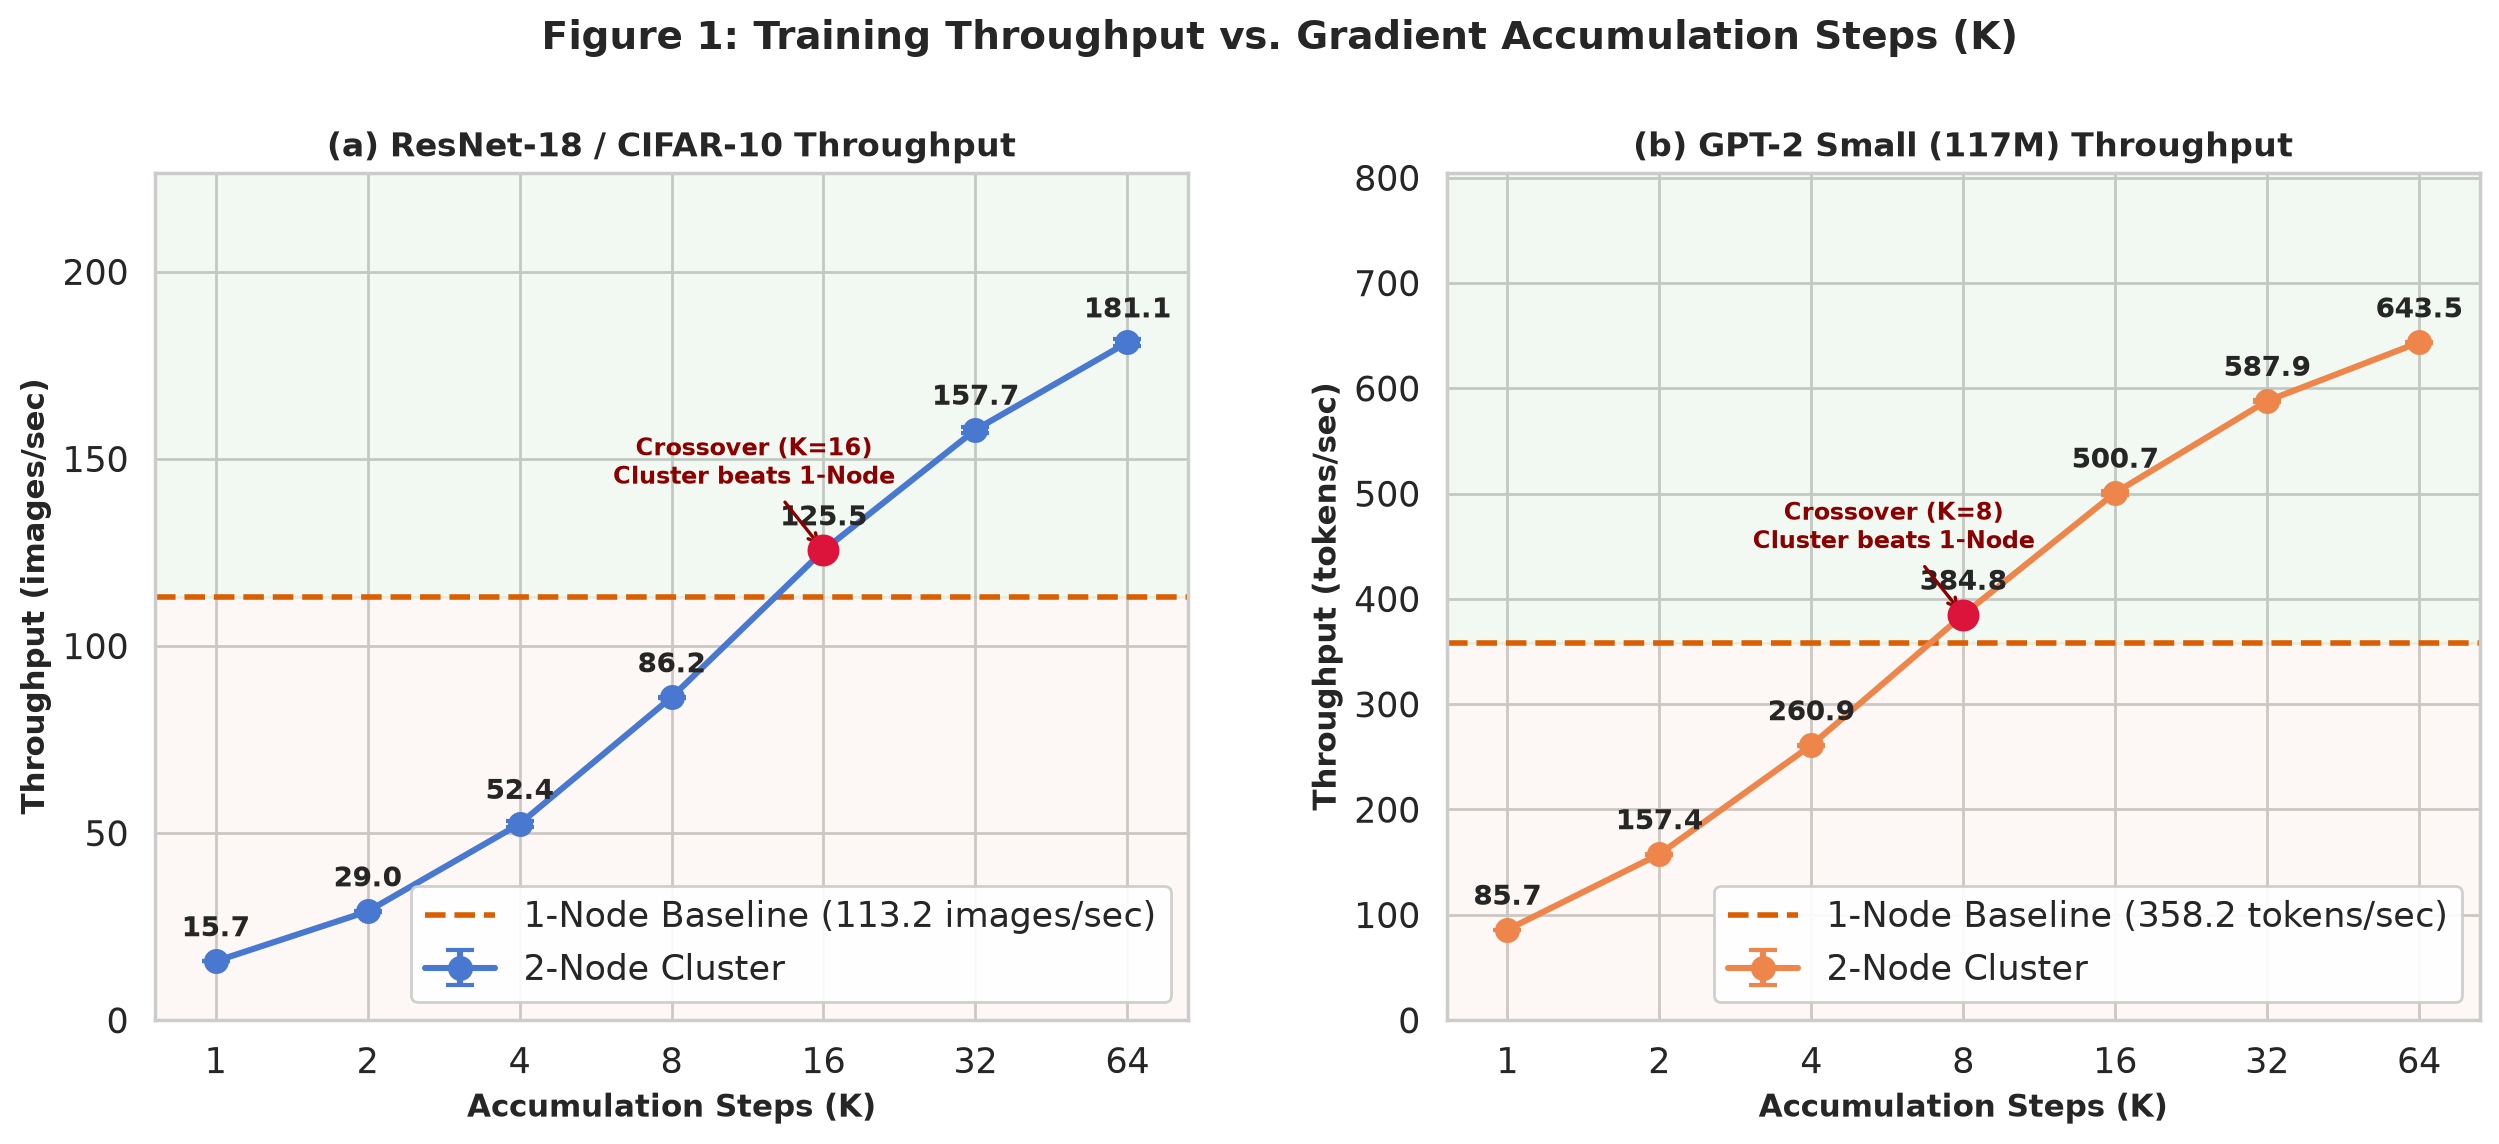 Figure 1: Training Throughput vs. Gradient Accumulation Steps (K)
(a) ResNet-18 / CIFAR-10 Throughput
Throughput (images/sec)
200
150
100
50
0
181.1
157.7
Crossover (K=16)
Cluster beats 1-Node
125.5
86.2
52.4
29.0
15.7
1-Node Baseline (113.2 images/sec)
2-Node Cluster
1 2 4 8 16 32 64
Accumulation Steps (K)
(b) GPT-2 Small (117M) Throughput
Throughput (tokens/sec)
800
700
600
500
400
300
200
100
0
643.5
587.9
500.7
Crossover (K=8)
Cluster beats 1-Node
384.8
260.9
157.4
85.7
1-Node Baseline (358.2 tokens/sec)
2-Node Cluster
1 2 4 8 16 32 64
Accumulation Steps (K)